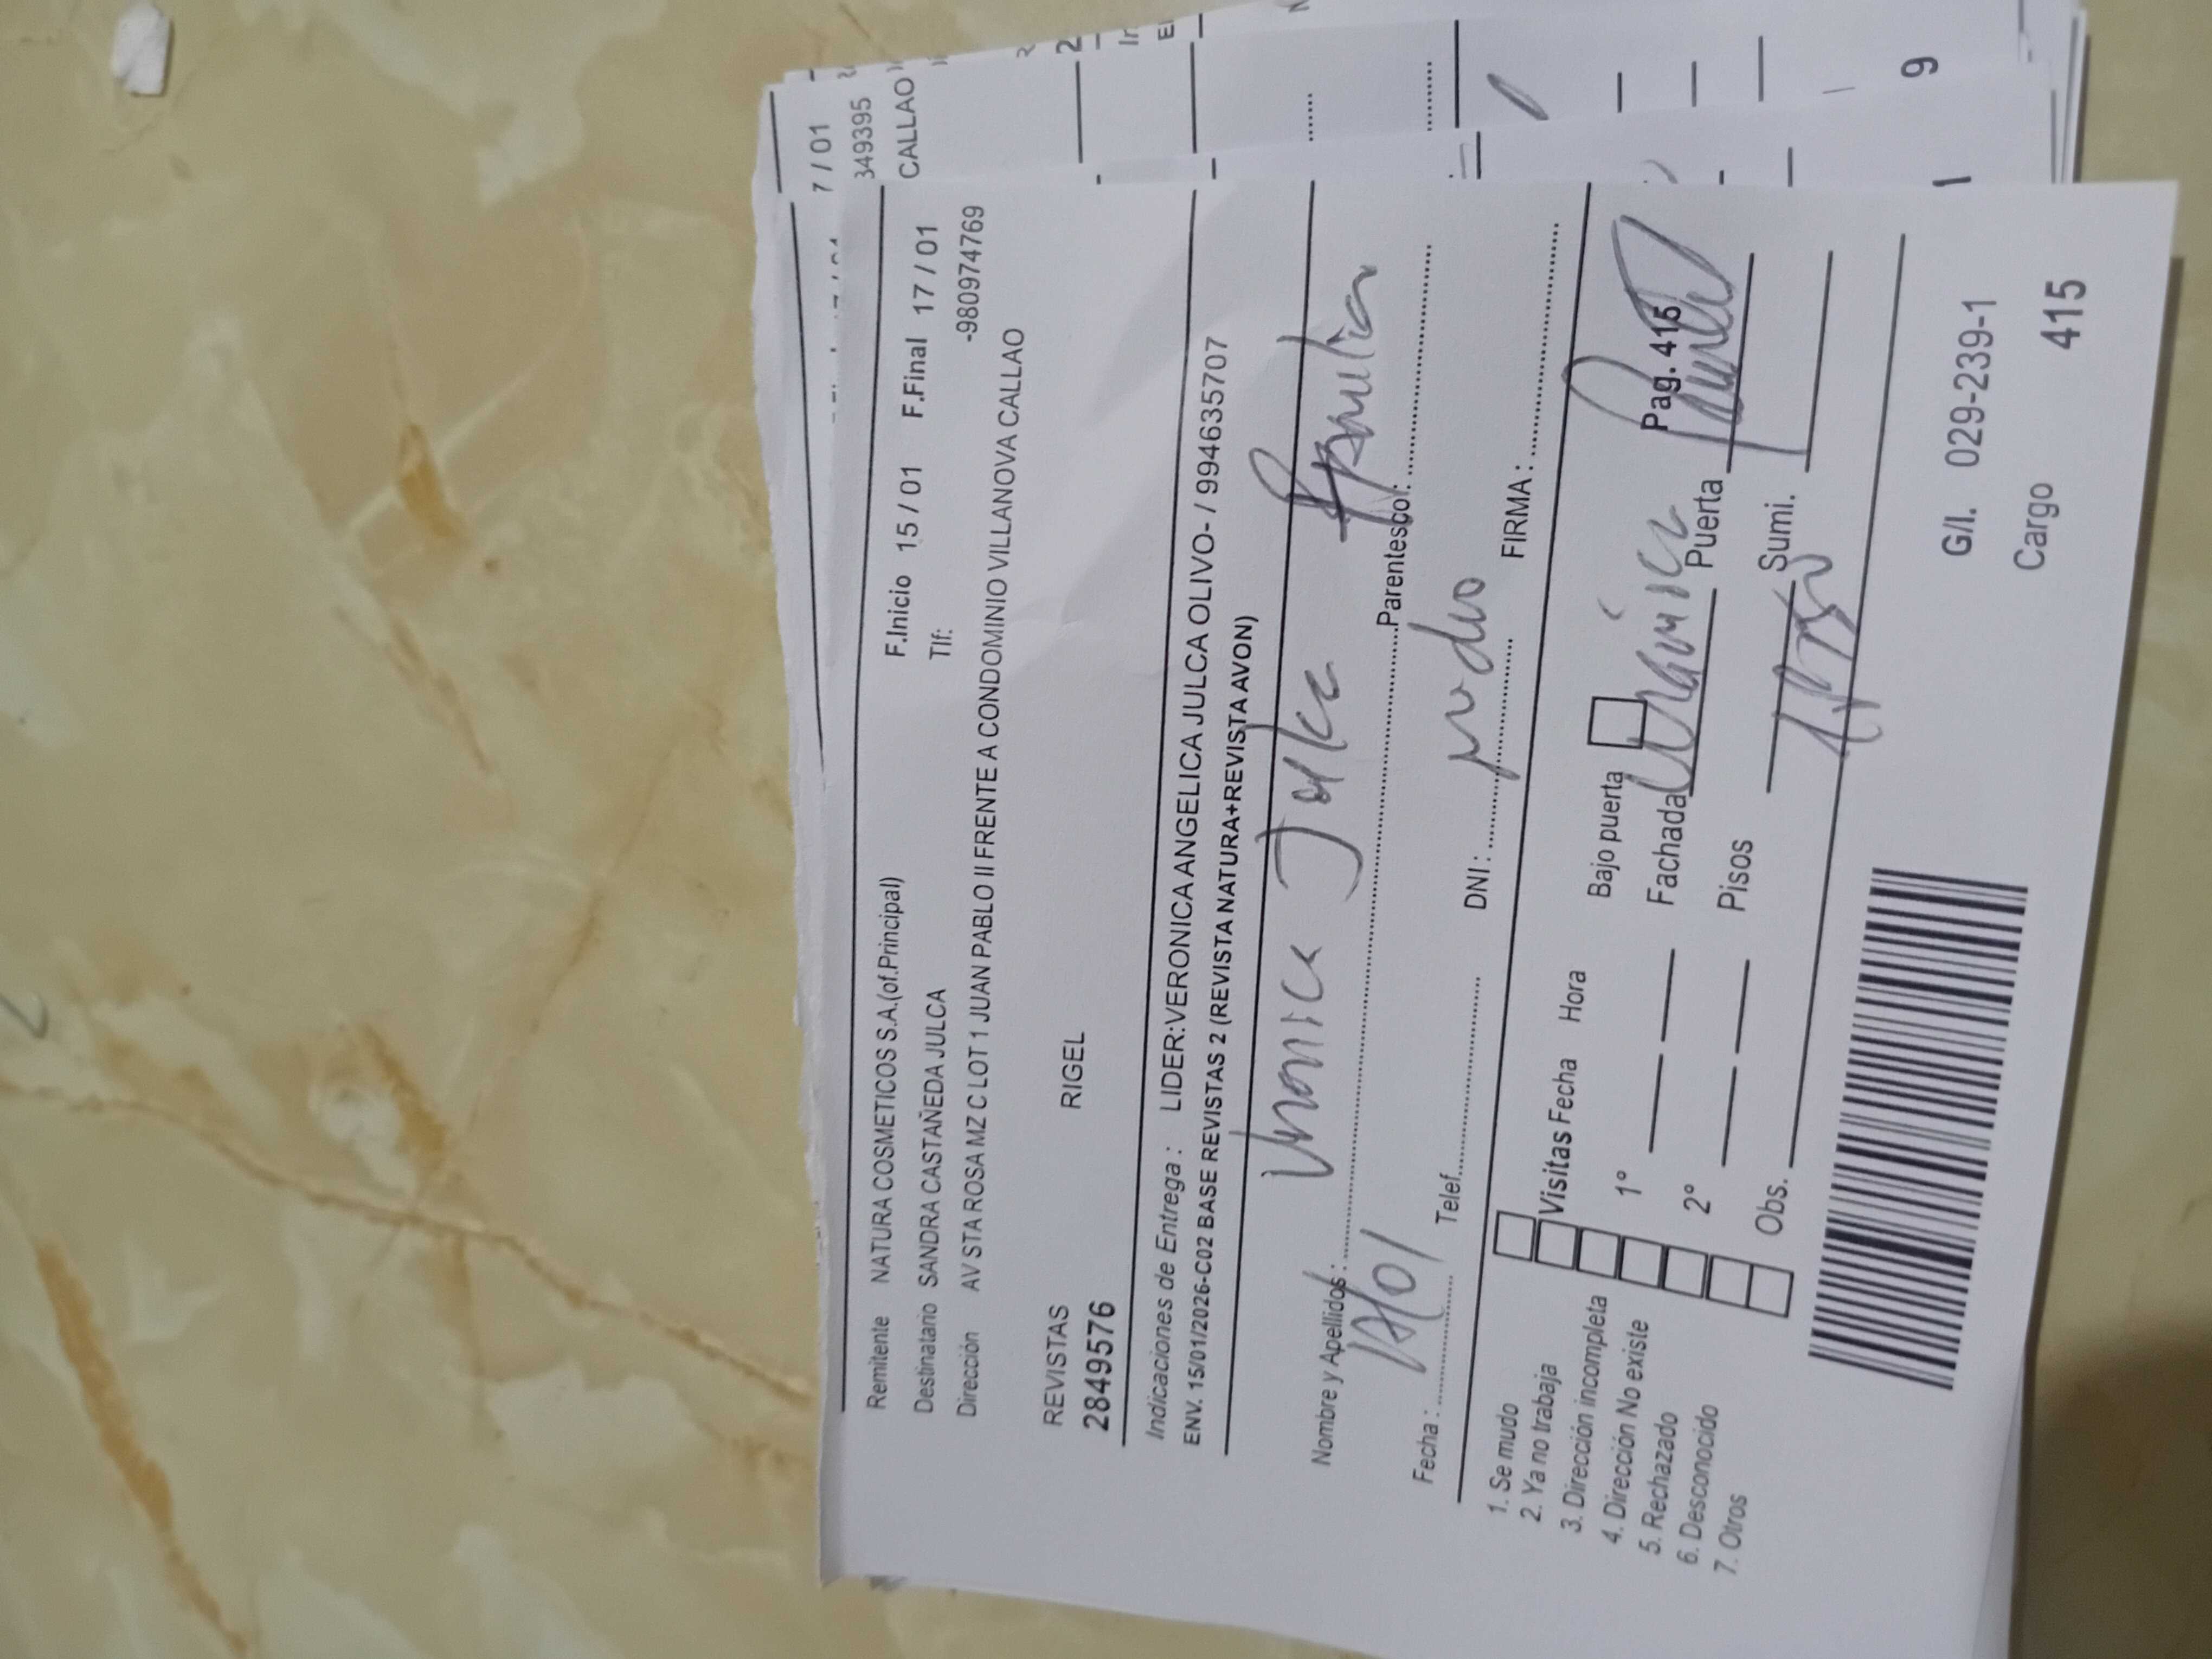 Remitente NATURA COSMETICOS S.A.(of.Principal) F.Inicio 15 / 01 F.Final 17 / 01
Destinatario SANDRA CASTAÑEDA JULCA Tlf: -980974769
Dirección AV STA ROSA MZ C LOT 1 JUAN PABLO II FRENTE A CONDOMINIO VILLANOVA CALLAO
REVISTAS RIGEL
2849576
Indicaciones de Entrega : LIDER:VERONICA ANGELICA JULCA OLIVO- / 994635707
ENV. 15/01/2026-C02 BASE REVISTAS 2 (REVISTA NATURA+REVISTA AVON)
Nombre y Apellidos : Julca Parentesco :
Fecha : Telef. DNI : FIRMA :
1. Se mudo
2. Ya no trabaja
3. Dirección incompleta
4. Dirección No existe
5. Rechazado
6. Desconocido
7. Otros
Visitas Fecha Hora Bajo puerta Pag. 415
1° Fachada Puerta
2° Pisos Sumi.
Obs.
G/I. 029-239-1
Cargo 415
7 / 01
349395
CALLAO
9